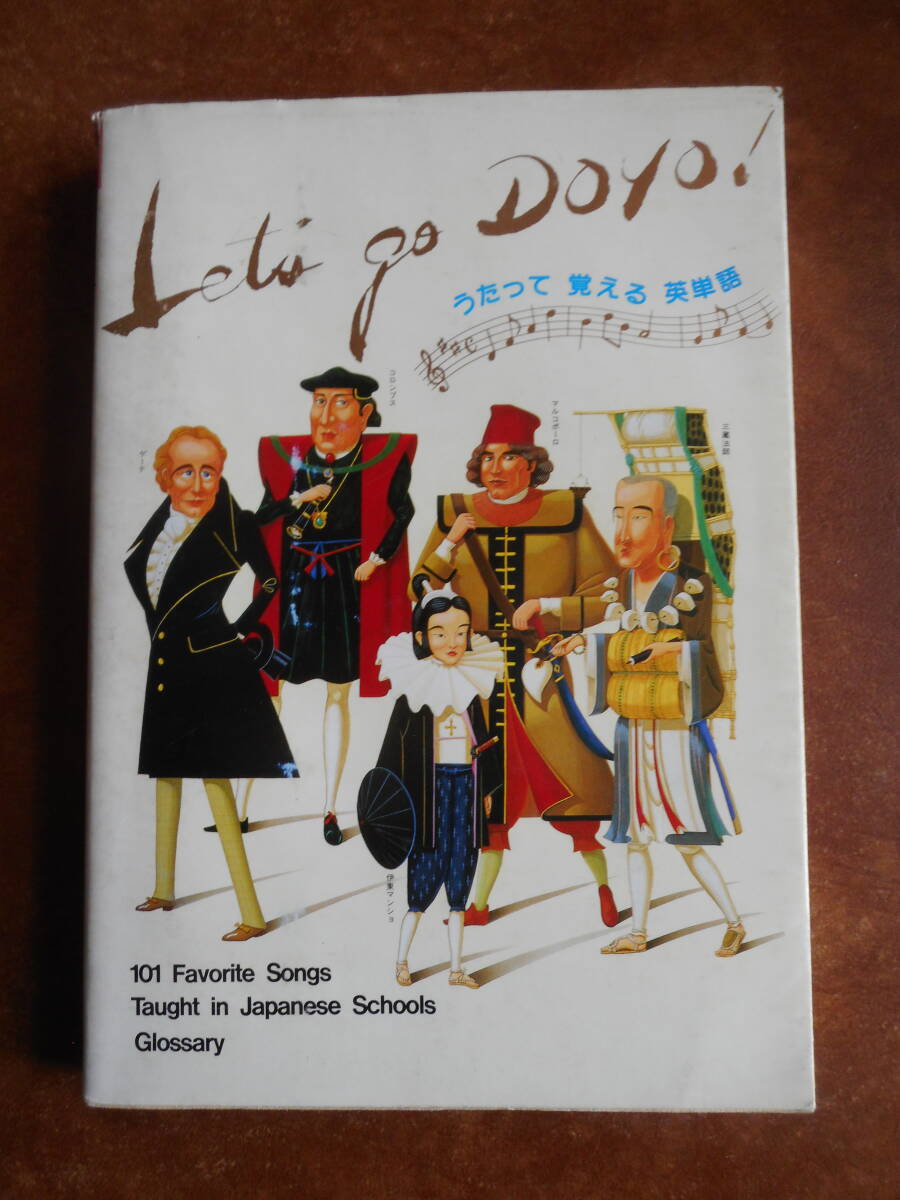 Let's go DOYO!
うたって 覚える 英単語
コロンブス
マルコポーロ
三蔵法師
ゲーテ
伊東マンショ
101 Favorite Songs
Taught in Japanese Schools
Glossary